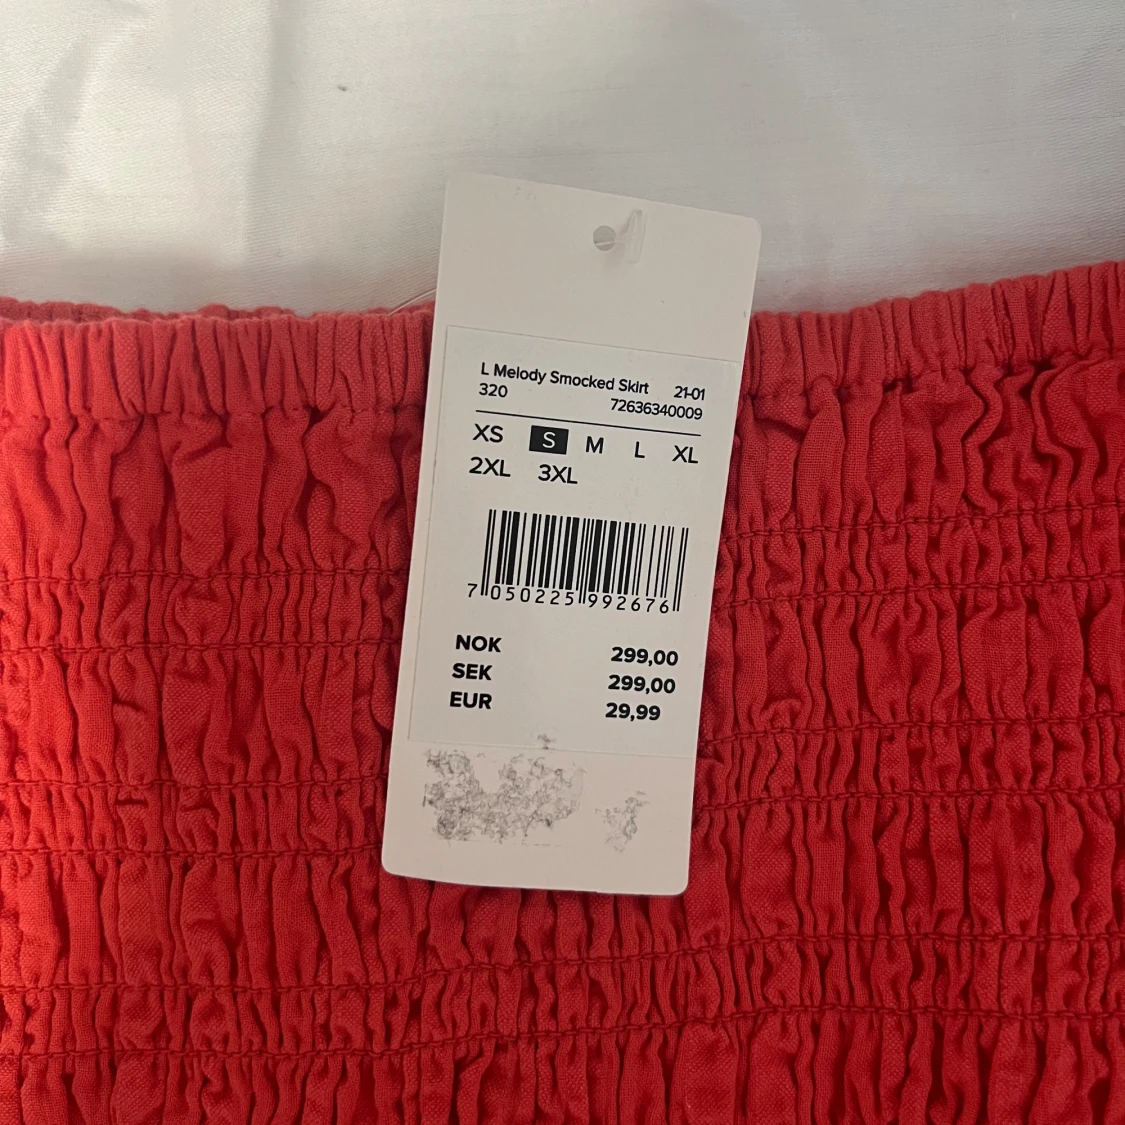 L Melody Smocked Skirt 21-01
320 72636340009
XS S M L XL
2XL 3XL
7 050225 992676
NOK 299,00
SEK 299,00
EUR 29,99